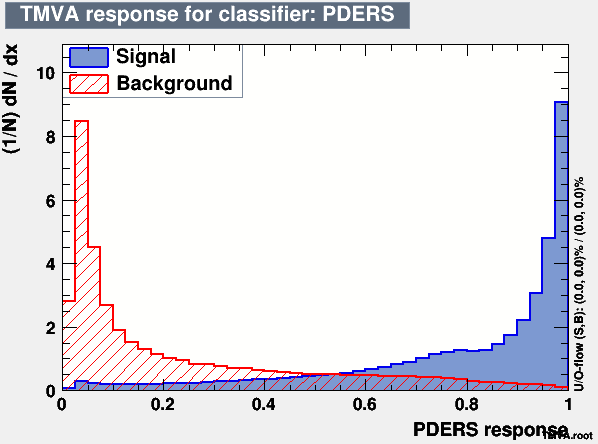 TMVA response for classifier: PDERS
Signal
Background
(1/N) dN / dx
10
8
6
4
2
0
0
0.2
0.4
0.6
0.8
1
PDERS response
U/O-flow (S,B): (0.0, 0.0)% / (0.0, 0.0)%
TMVA.root